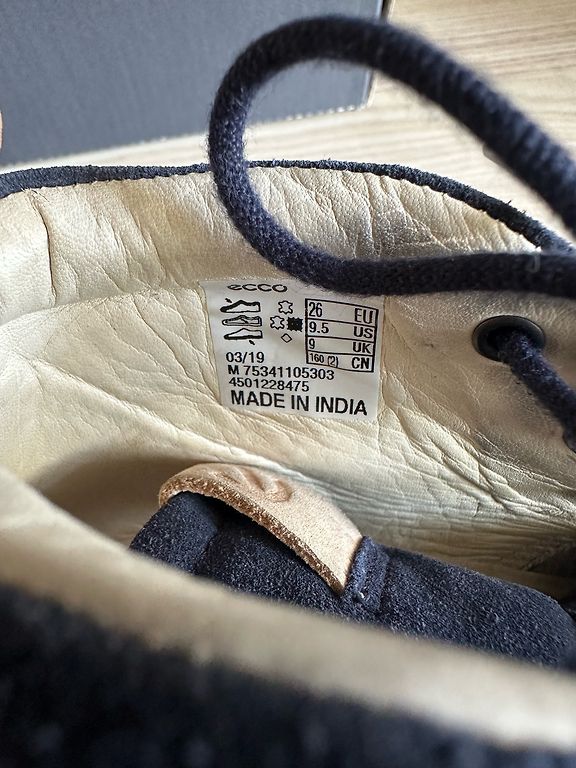 ecco
26 EU
9.5 US
9 UK
160 (2) CN
03/19
M 75341105303
4501228475
MADE IN INDIA